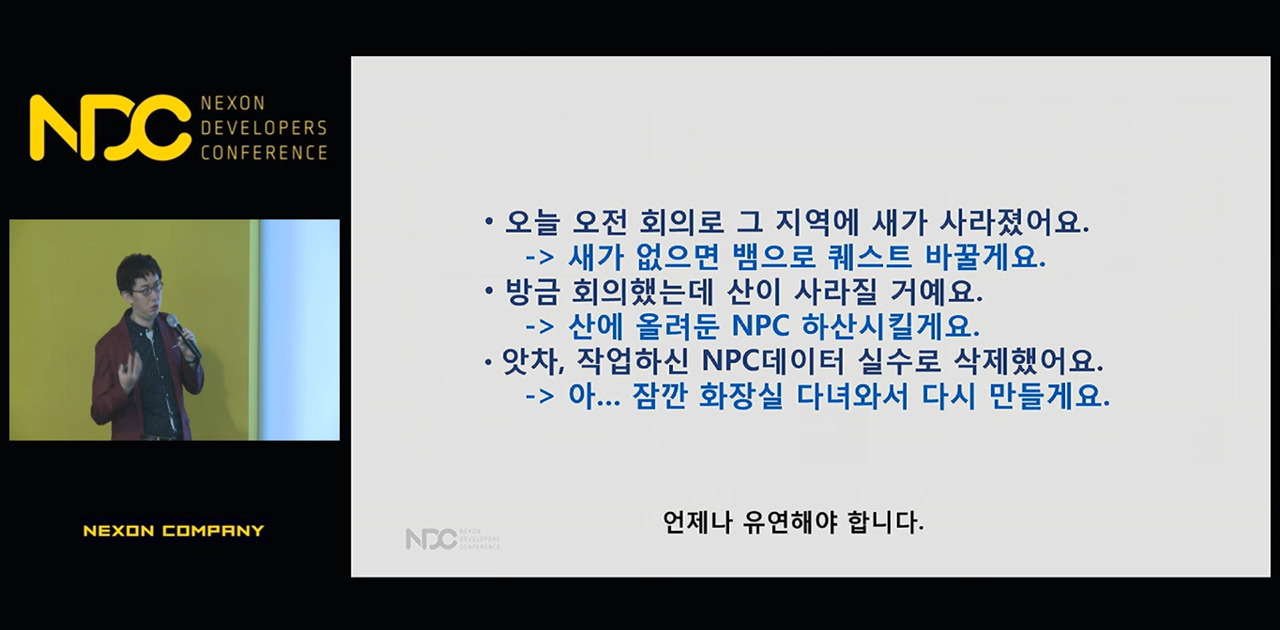 NDC
NEXON
DEVELOPERS
CONFERENCE
• 오늘 오전 회의로 그 지역에 새가 사라졌어요.
-> 새가 없으면 뱀으로 퀘스트 바꿀게요.
• 방금 회의했는데 산이 사라질 거예요.
-> 산에 올려둔 NPC 하산시킬게요.
• 앗차, 작업하신 NPC데이터 실수로 삭제했어요.
-> 아... 잠깐 화장실 다녀와서 다시 만들게요.
언제나 유연해야 합니다.
NDC
NEXON
DEVELOPERS
CONFERENCE
NEXON COMPANY